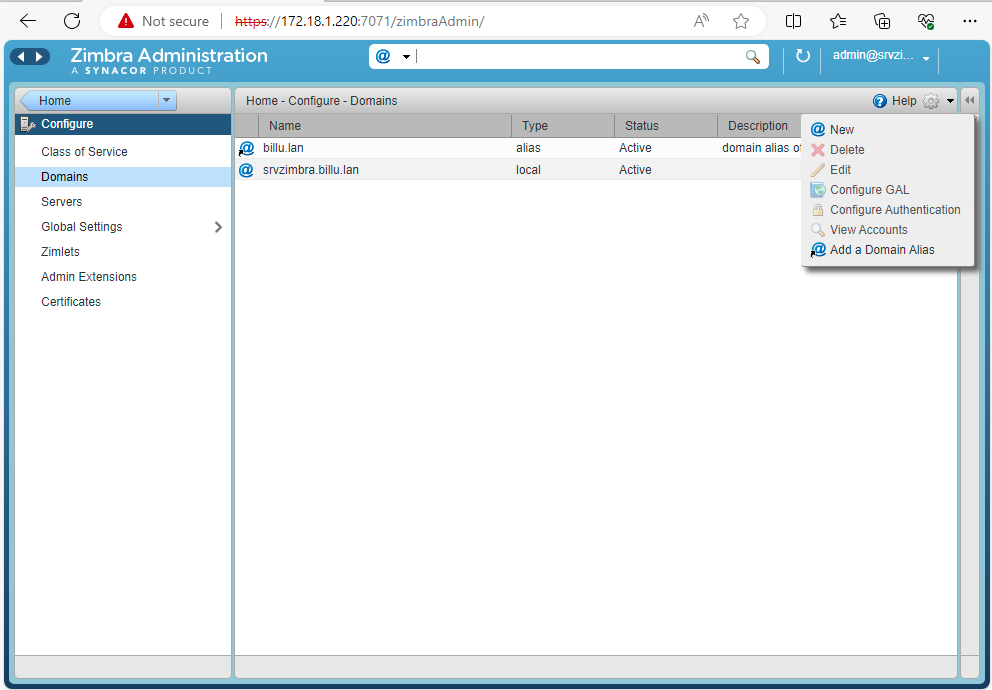 Not secure https://172.18.1.220:7071/zimbraAdmin/
Zimbra Administration
A SYNACOR PRODUCT
@
admin@srvzi...
Home
Home - Configure - Domains
Help
Configure
Name Type Status Description
Class of Service
Domains
Servers
Global Settings
Zimlets
Admin Extensions
Certificates
@ billu.lan alias Active domain alias of
@ srvzimbra.billu.lan local Active
@ New
Delete
Edit
Configure GAL
Configure Authentication
View Accounts
@ Add a Domain Alias